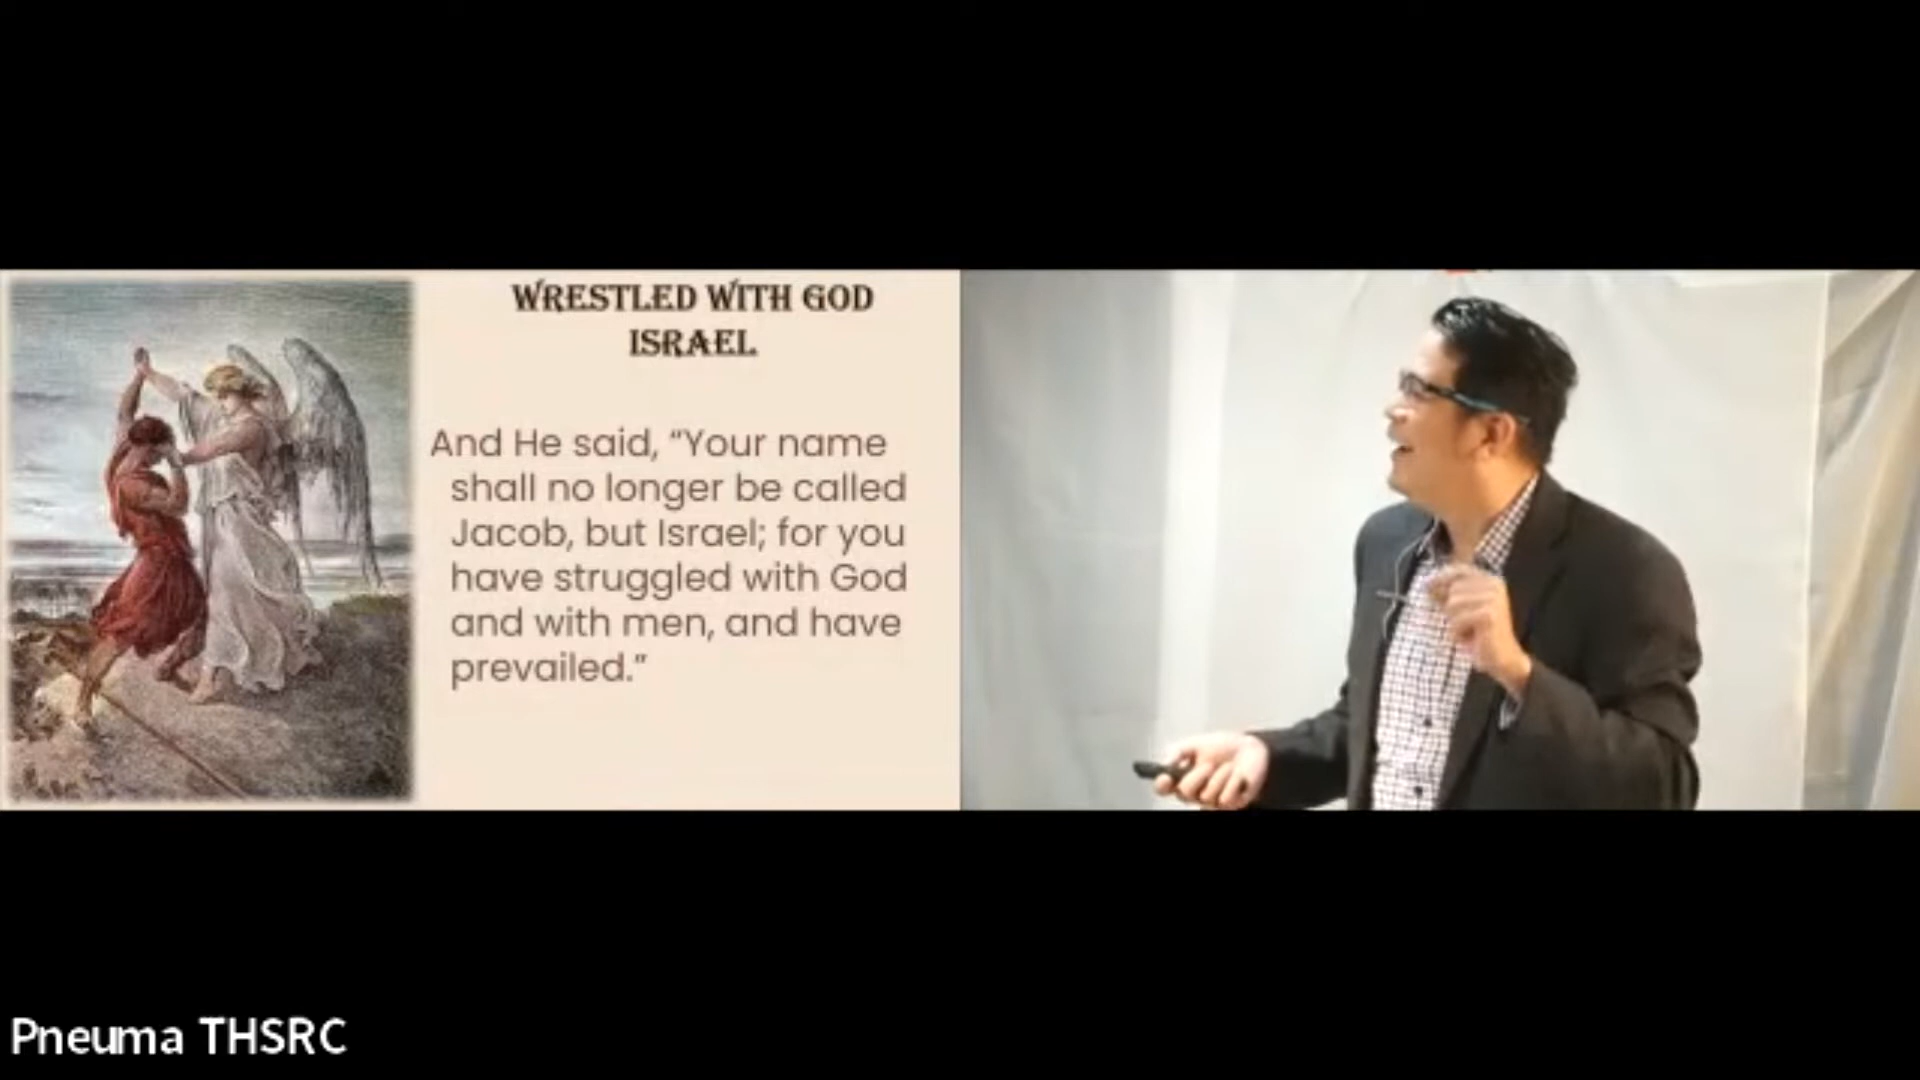 WRESTLED WITH GOD
ISRAEL
And He said, “Your name
shall no longer be called
Jacob, but Israel; for you
have struggled with God
and with men, and have
prevailed.”
Pneuma THSRC